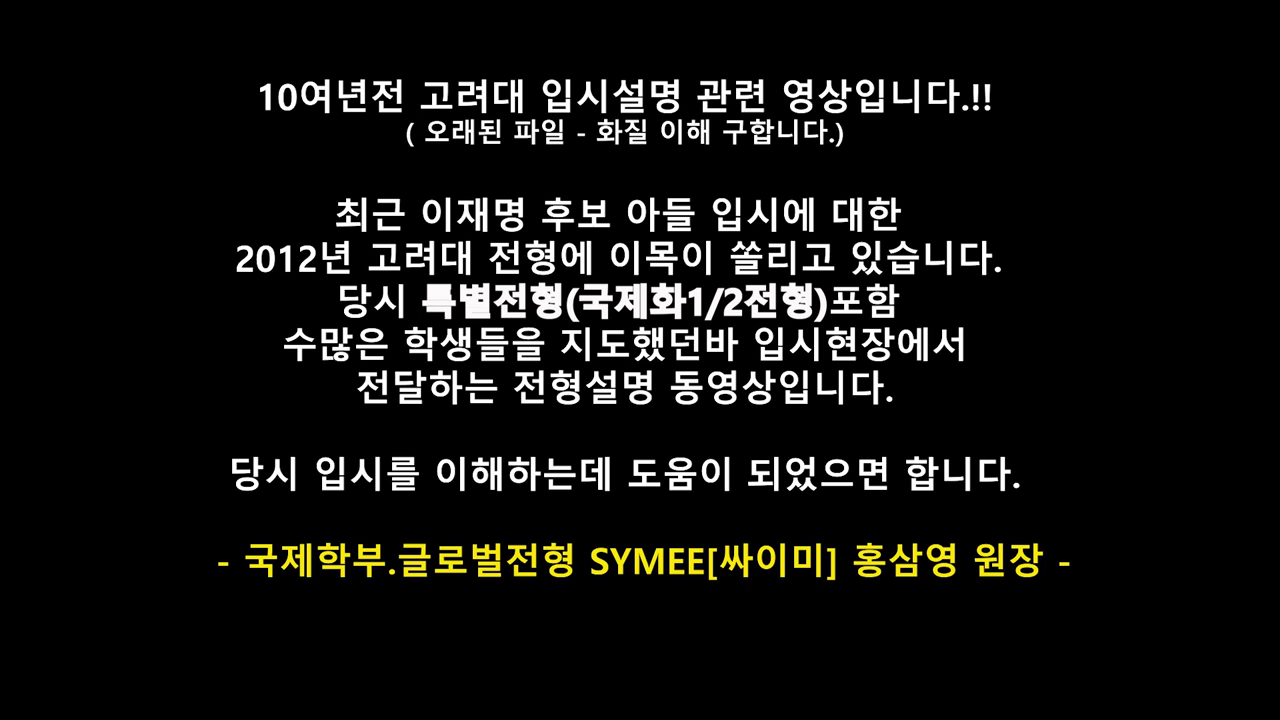 10여년전 고려대 입시설명 관련 영상입니다.!!
( 오래된 파일 - 화질 이해 구합니다.)
최근 이재명 후보 아들 입시에 대한
2012년 고려대 전형에 이목이 쏠리고 있습니다.
당시 특별전형(국제화1/2전형)포함
수많은 학생들을 지도했던바 입시현장에서
전달하는 전형설명 동영상입니다.
당시 입시를 이해하는데 도움이 되었으면 합니다.
- 국제학부.글로벌전형 SYMEE[싸이미] 홍삼영 원장 -